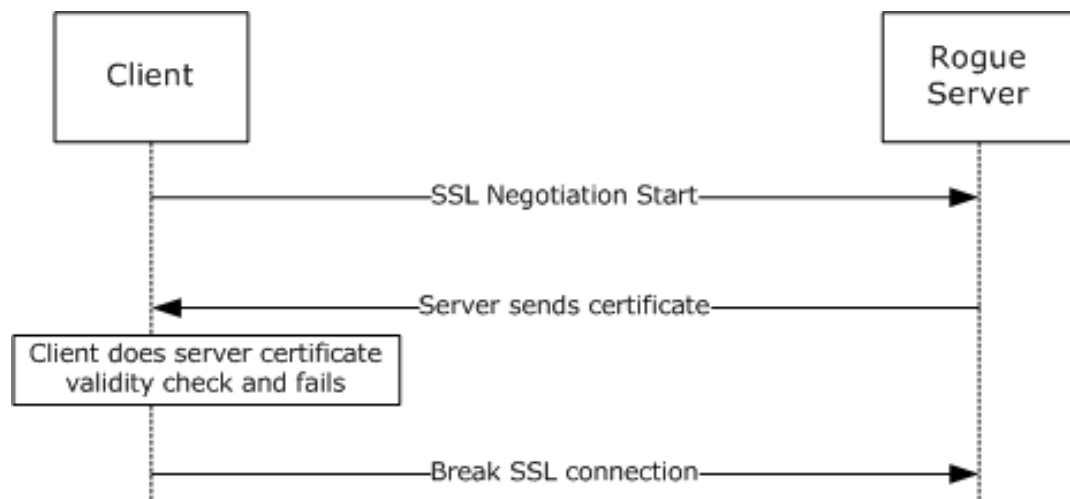 Client
Rogue
Server
SSL Negotiation Start
Server sends certificate
Client does server certificate
validity check and fails
Break SSL connection